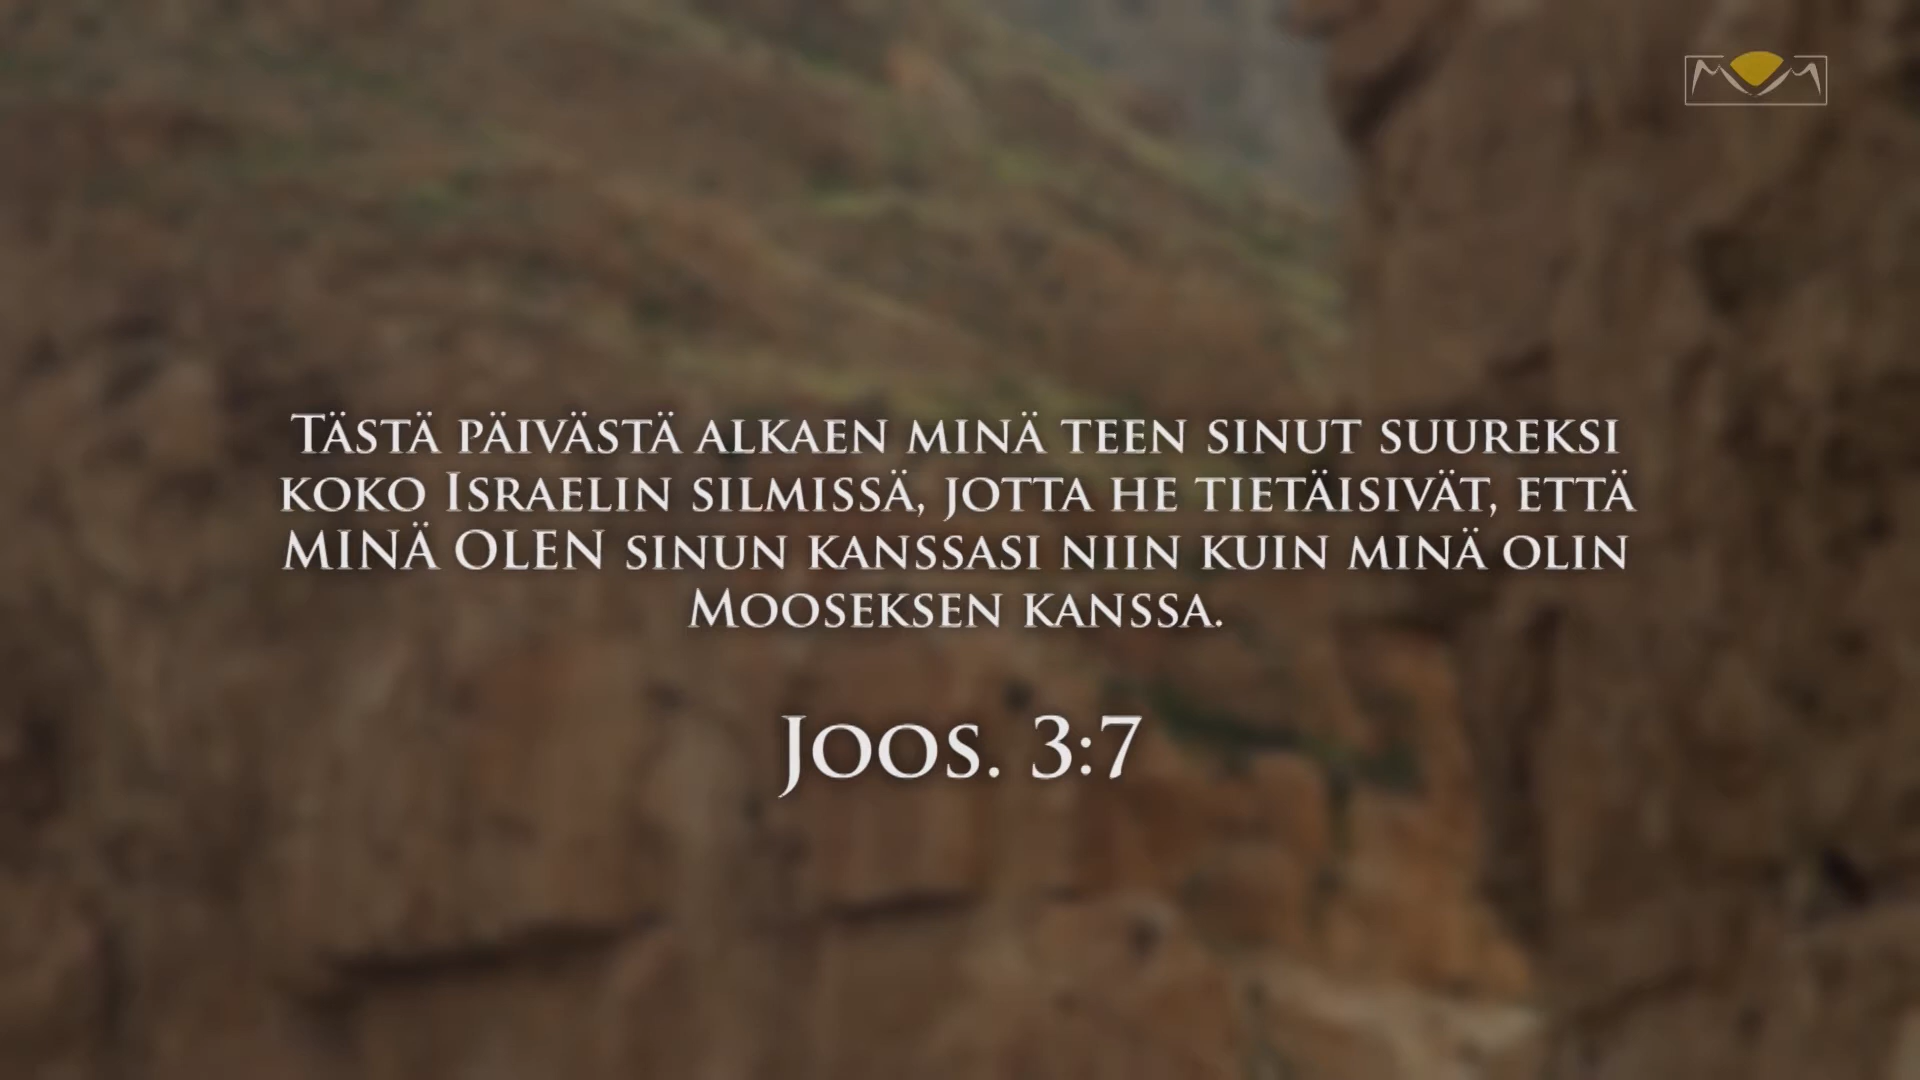 Tästä päivästä alkaen minä teen sinut suureksi
koko Israelin silmissä, jotta he tietäisivät, että
MINÄ OLEN sinun kanssasi niin kuin minä olin
Mooseksen kanssa.
Joos. 3:7